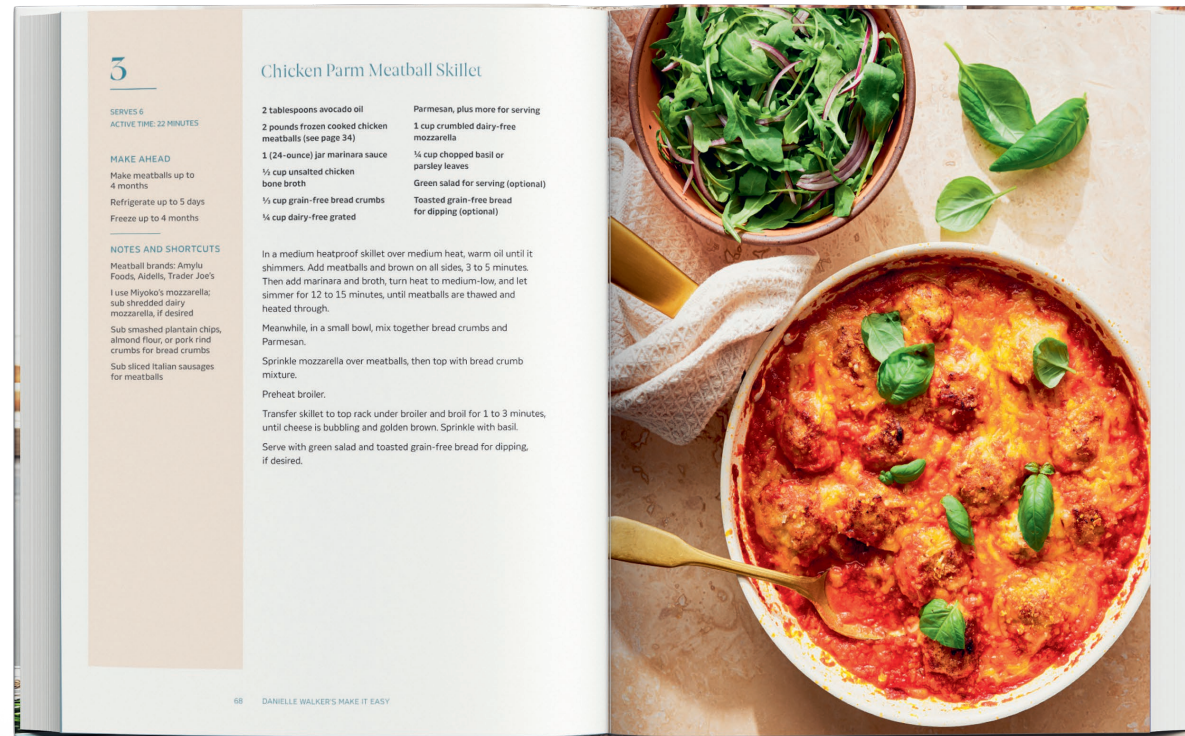 3
SERVES 6
ACTIVE TIME: 22 MINUTES
MAKE AHEAD
Make meatballs up to
4 months
Refrigerate up to 5 days
Freeze up to 4 months
NOTES AND SHORTCUTS
Meatball brands: Amylu
Foods, Aidells, Trader Joe's
I use Miyoko's mozzarella;
sub shredded dairy
mozzarella, if desired
Sub smashed plantain chips,
almond flour, or pork rind
crumbs for bread crumbs
Sub sliced Italian sausages
for meatballs
Chicken Parm Meatball Skillet
2 tablespoons avocado oil
2 pounds frozen cooked chicken
meatballs (see page 34)
1 (24-ounce) jar marinara sauce
⅓ cup unsalted chicken
bone broth
⅓ cup grain-free bread crumbs
¼ cup dairy-free grated
Parmesan, plus more for serving
1 cup crumbled dairy-free
mozzarella
¼ cup chopped basil or
parsley leaves
Green salad for serving (optional)
Toasted grain-free bread
for dipping (optional)
In a medium heatproof skillet over medium heat, warm oil until it
shimmers. Add meatballs and brown on all sides, 3 to 5 minutes.
Then add marinara and broth, turn heat to medium-low, and let
simmer for 12 to 15 minutes, until meatballs are thawed and
heated through.
Meanwhile, in a small bowl, mix together bread crumbs and
Parmesan.
Sprinkle mozzarella over meatballs, then top with bread crumb
mixture.
Preheat broiler.
Transfer skillet to top rack under broiler and broil for 1 to 3 minutes,
until cheese is bubbling and golden brown. Sprinkle with basil.
Serve with green salad and toasted grain-free bread for dipping,
if desired.
68 DANIELLE WALKER'S MAKE IT EASY